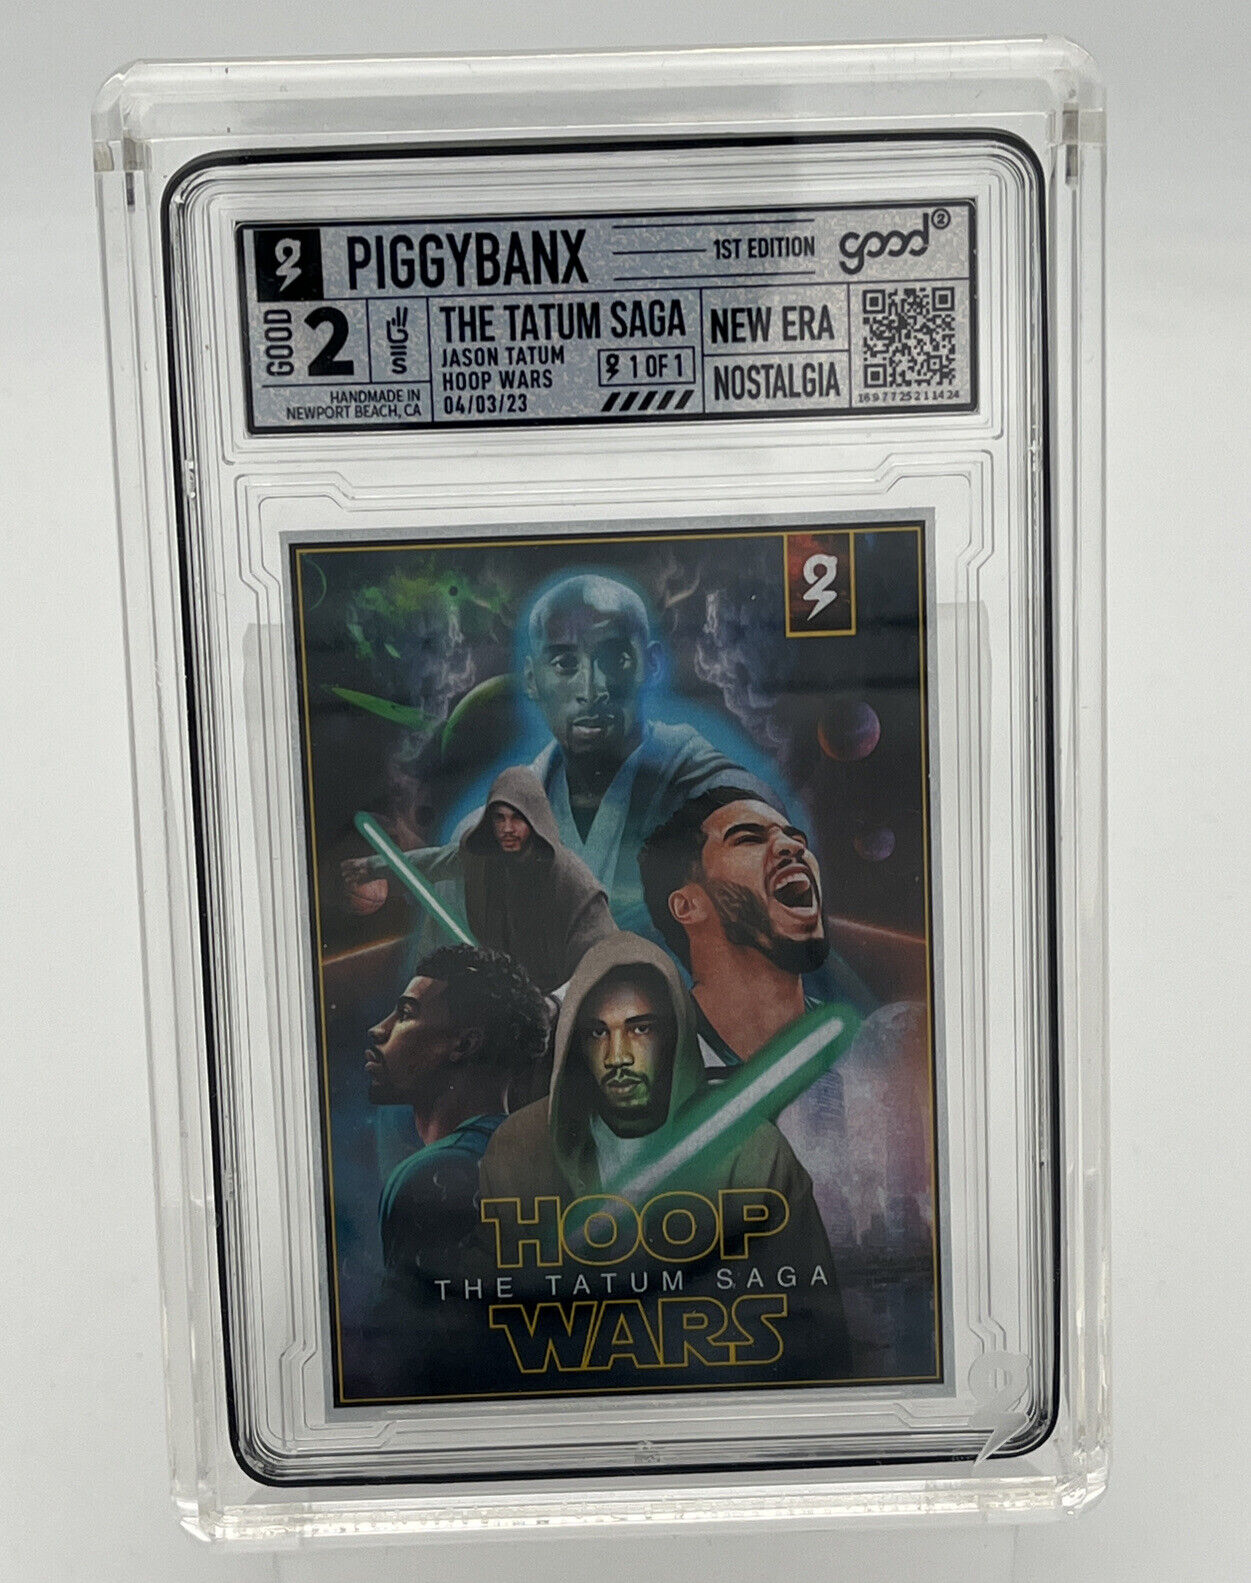 PIGGYBANX
1ST EDITION
good 2
GOOD 2
HANDMADE IN
NEWPORT BEACH, CA
THE TATUM SAGA
JASON TATUM
HOOP WARS
04/03/23
1 OF 1
NEW ERA
NOSTALGIA
HOOP
THE TATUM SAGA
WARS